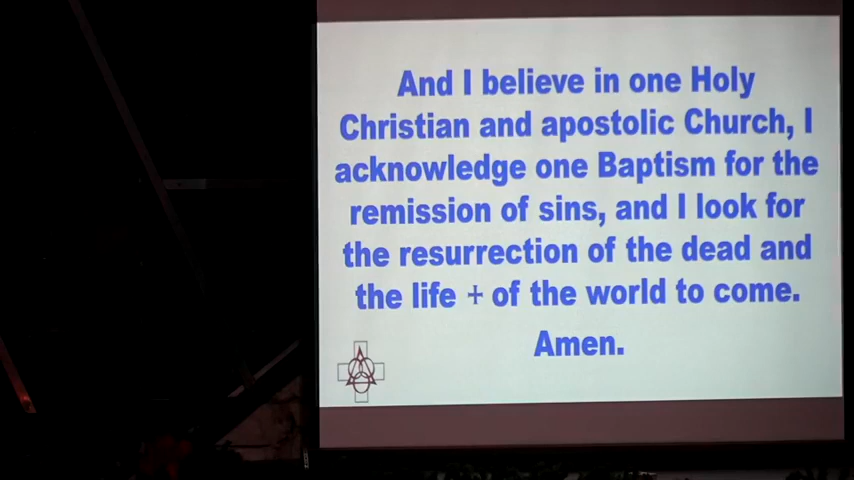 And I believe in one Holy
Christian and apostolic Church, I
acknowledge one Baptism for the
remission of sins, and I look for
the resurrection of the dead and
the life + of the world to come.
Amen.